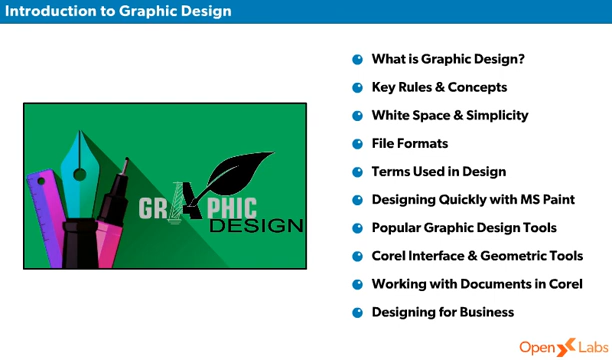 Introduction to Graphic Design
What is Graphic Design?
Key Rules & Concepts
White Space & Simplicity
File Formats
Terms Used in Design
Designing Quickly with MS Paint
Popular Graphic Design Tools
Corel Interface & Geometric Tools
Working with Documents in Corel
Designing for Business
GRAPHIC
DESIGN
OpenX Labs